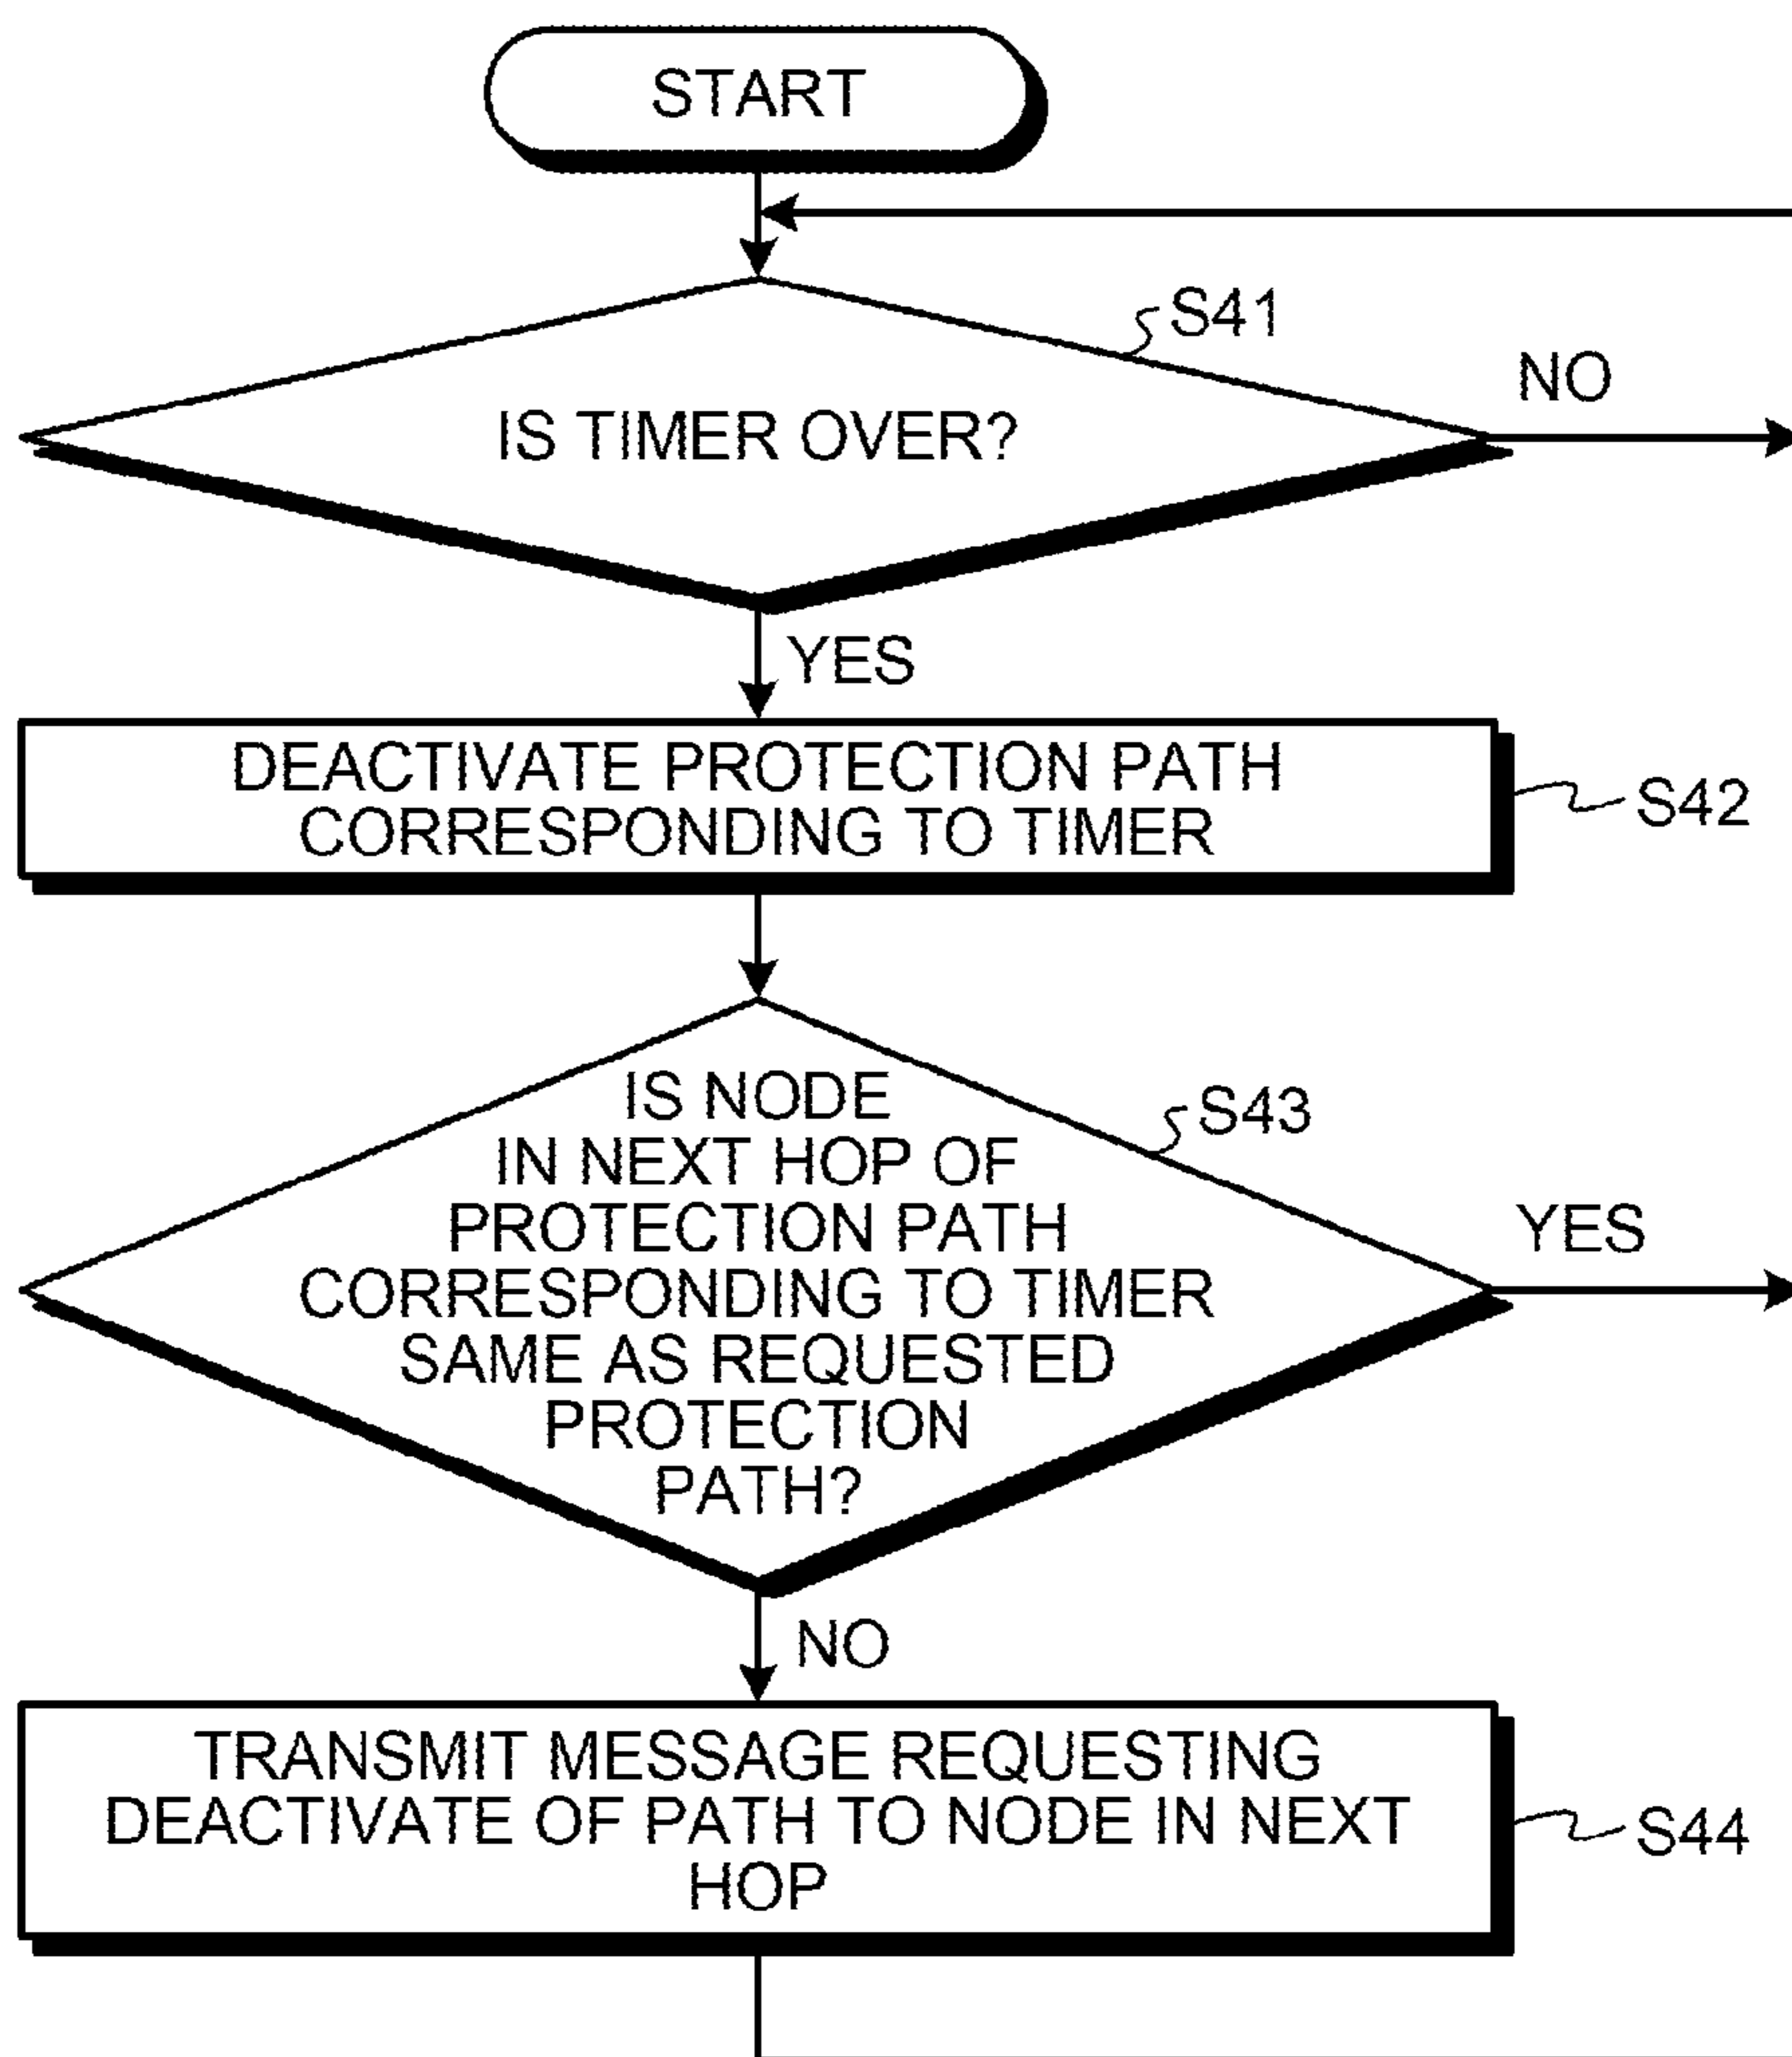 START
S41
NO
IS TIMER OVER?
YES
DEACTIVATE PROTECTION PATH
CORRESPONDING TO TIMER
S42
IS NODE
IN NEXT HOP OF
PROTECTION PATH
CORRESPONDING TO TIMER
SAME AS REQUESTED
PROTECTION
PATH?
S43
YES
NO
TRANSMIT MESSAGE REQUESTING
DEACTIVATE OF PATH TO NODE IN NEXT
HOP
S44